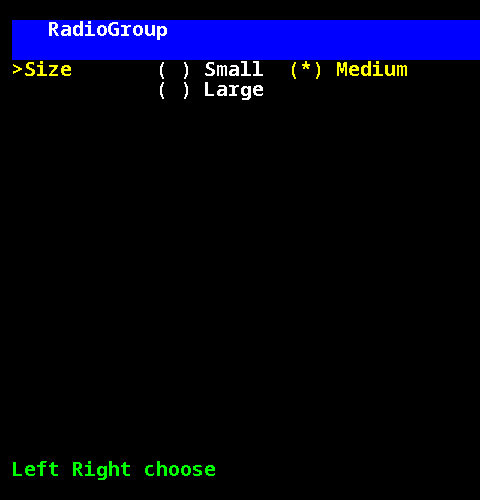 RadioGroup
>Size ( ) Small (*) Medium
( ) Large
Left Right choose